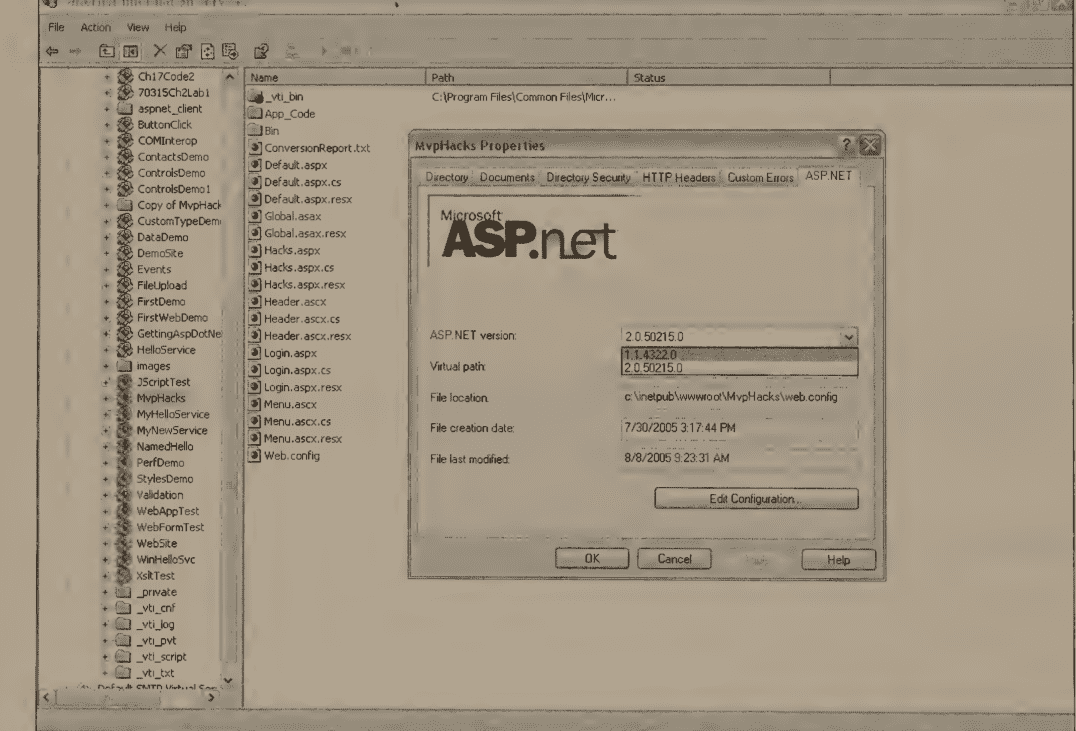 File Action View Help
Name Path Status
Ch17Code2
70315Ch2Lab1
aspnet_client
ButtonClick
COMInterop
ContactsDemo
ControlsDemo
ControlsDemo1
Copy of MvpHack
CustomTypeDem
DataDemo
DemoSite
Events
FileUpload
FirstDemo
FirstWebDemo
GettingAspDotNe
HelloService
images
JScriptTest
MvpHacks
MyHelloService
MyNewService
NamedHello
PerfDemo
StylesDemo
Validation
WebAppTest
WebFormTest
WebSite
WinHelloSvc
XsltTest
_private
_vti_cnf
_vti_log
_vti_pvt
_vti_script
_vti_txt
Default SMTP Virtual Ser
_vti_bin C:\Program Files\Common Files\Micr...
App_Code
Bin
ConversionReport.txt
Default.aspx
Default.aspx.cs
Default.aspx.resx
Global.asax
Global.asax.resx
Hacks.aspx
Hacks.aspx.cs
Hacks.aspx.resx
Header.ascx
Header.ascx.cs
Header.ascx.resx
Login.aspx
Login.aspx.cs
Login.aspx.resx
Menu.ascx
Menu.ascx.cs
Menu.ascx.resx
Web.config
MvpHacks Properties
Directory Documents Directory Security HTTP Headers Custom Errors ASP.NET
Microsoft
ASP.net
ASP.NET version: 2.0.50215.0
1.1.4322.0
Virtual path: 2.0.50215.0
File location: c:\inetpub\wwwroot\MvpHacks\web.config
File creation date: 7/30/2005 3:17:44 PM
File last modified: 8/8/2005 9:23:31 AM
Edit Configuration...
OK Cancel Help